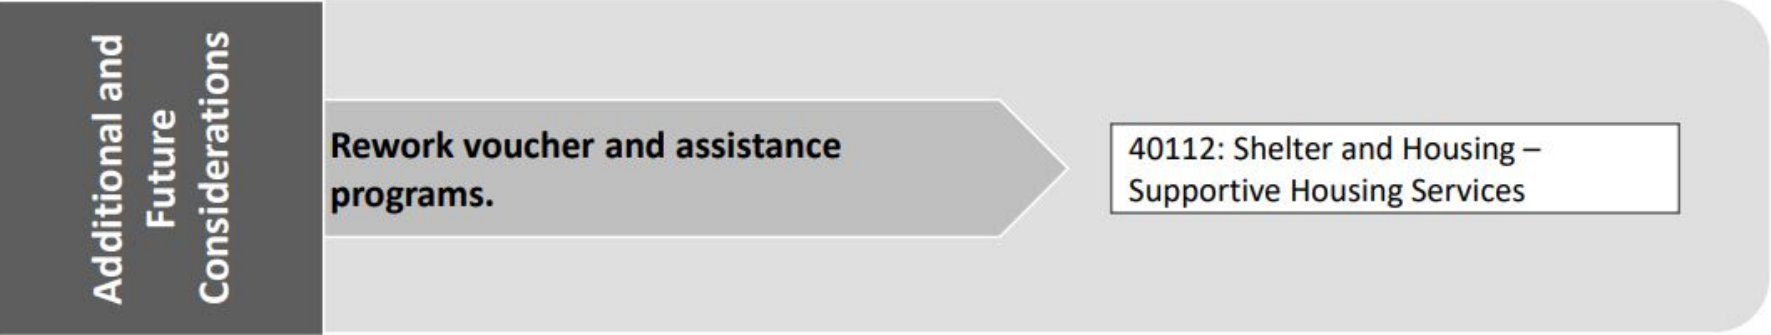 Additional and
Future
Considerations
Rework voucher and assistance
programs.
40112: Shelter and Housing –
Supportive Housing Services